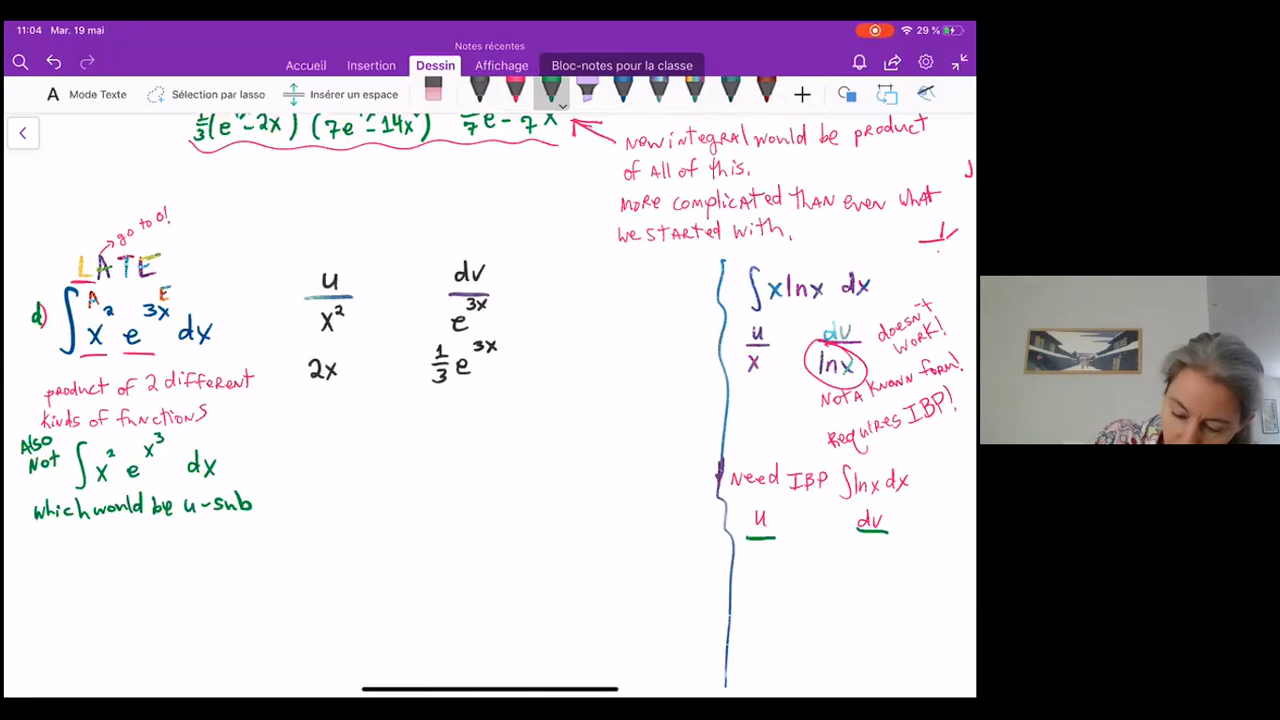 11:04 Mar. 19 mai
29 %
Notes récentes
Accueil Insertion Dessin Affichage Bloc-notes pour la classe
A Mode Texte Sélection par lasso Insérer un espace
New integral would be product
of All of this.
More complicated than even what
we started with.
go to 0!
LATE
d) ∫ x² e^{3x} dx
A E
product of 2 different
kinds of functions
Also
Not ∫ x² e^{x³} dx
which would be u-sub
u dv
x² e^{3x}
2x 1/3 e^{3x}
∫ x ln x dx
u dv
x ln x
doesn't
work!
Not a known form!
Requires IBP!
Need IBP ∫ ln x dx
u dv